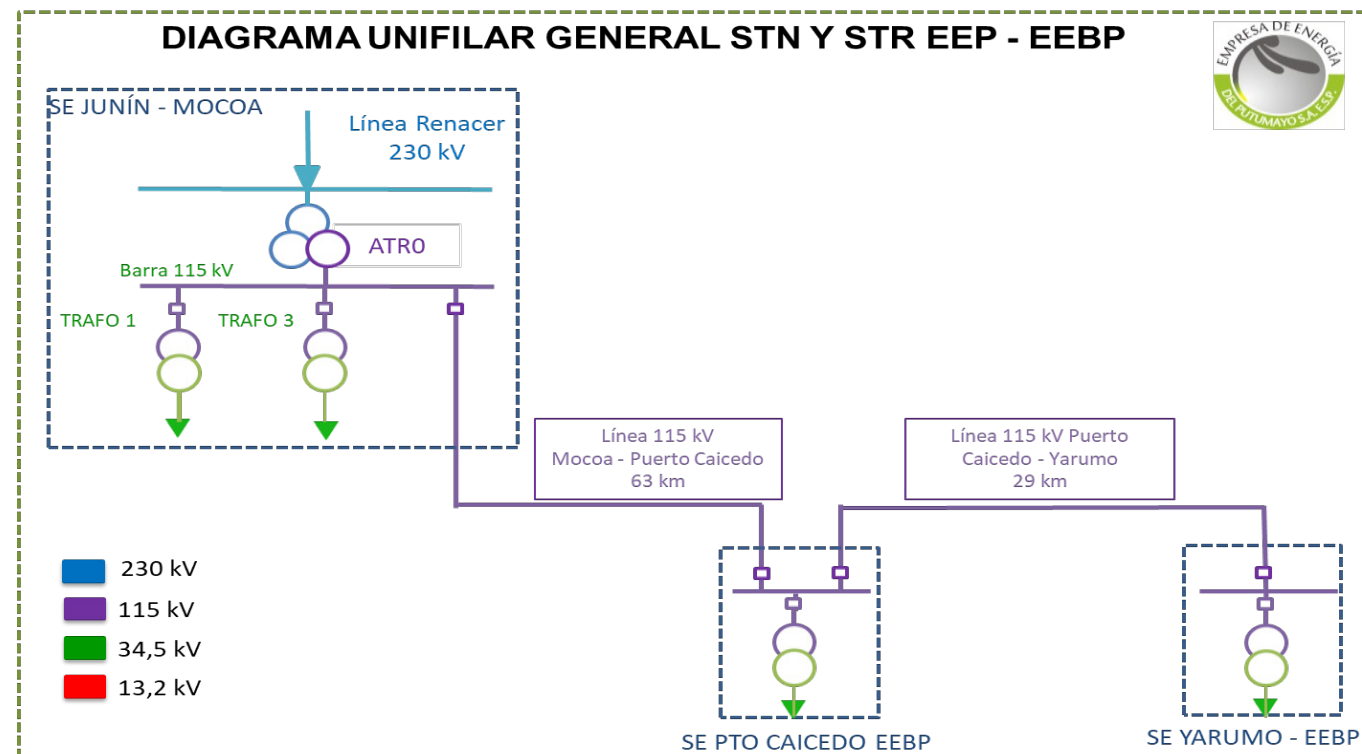 DIAGRAMA UNIFILAR GENERAL STN Y STR EEP - EEBP
EMPRESA DE ENERGÍA
DEL PUTUMAYO S.A. E.S.P.
SE JUNÍN - MOCOA
Línea Renacer
230 kV
ATR0
Barra 115 kV
TRAFO 1
TRAFO 3
Línea 115 kV
Mocoa - Puerto Caicedo
63 km
Línea 115 kV Puerto
Caicedo - Yarumo
29 km
230 kV
115 kV
34,5 kV
13,2 kV
SE PTO CAICEDO EEBP
SE YARUMO - EEBP